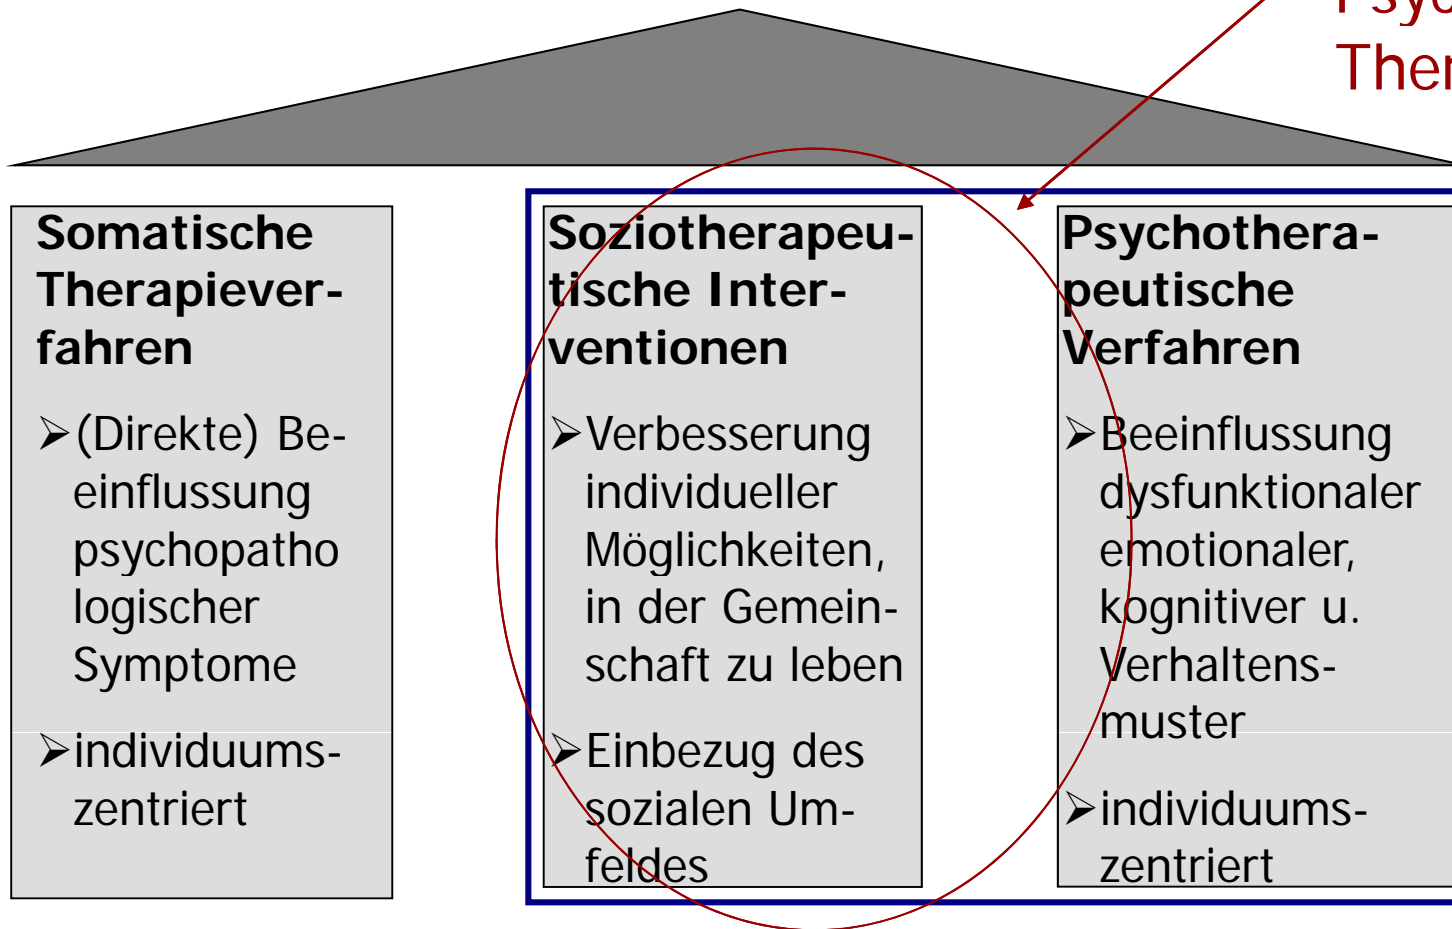 Ther
Somatische
Therapiever-
fahren
➢(Direkte) Be-
einflussung
psychopatho
logischer
Symptome
➢individuums-
zentriert
Soziotherapeu-
tische Inter-
ventionen
➢Verbesserung
individueller
Möglichkeiten,
in der Gemein-
schaft zu leben
➢Einbezug des
sozialen Um-
feldes
Psychothera-
peutische
Verfahren
➢Beeinflussung
dysfunktionaler
emotionaler,
kognitiver u.
Verhaltens-
muster
➢individuums-
zentriert